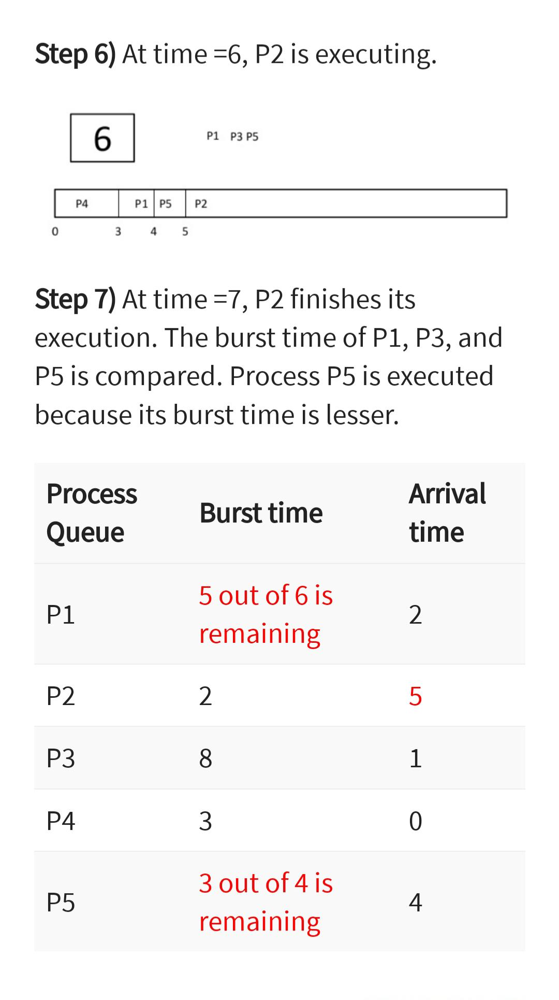 Step 6) At time =6, P2 is executing.
6
P1 P3 P5
P4 P1 P5 P2
0 3 4 5
Step 7) At time =7, P2 finishes its
execution. The burst time of P1, P3, and
P5 is compared. Process P5 is executed
because its burst time is lesser.
Process Queue Burst time Arrival time
P1 5 out of 6 is remaining 2
P2 2 5
P3 8 1
P4 3 0
P5 3 out of 4 is remaining 4